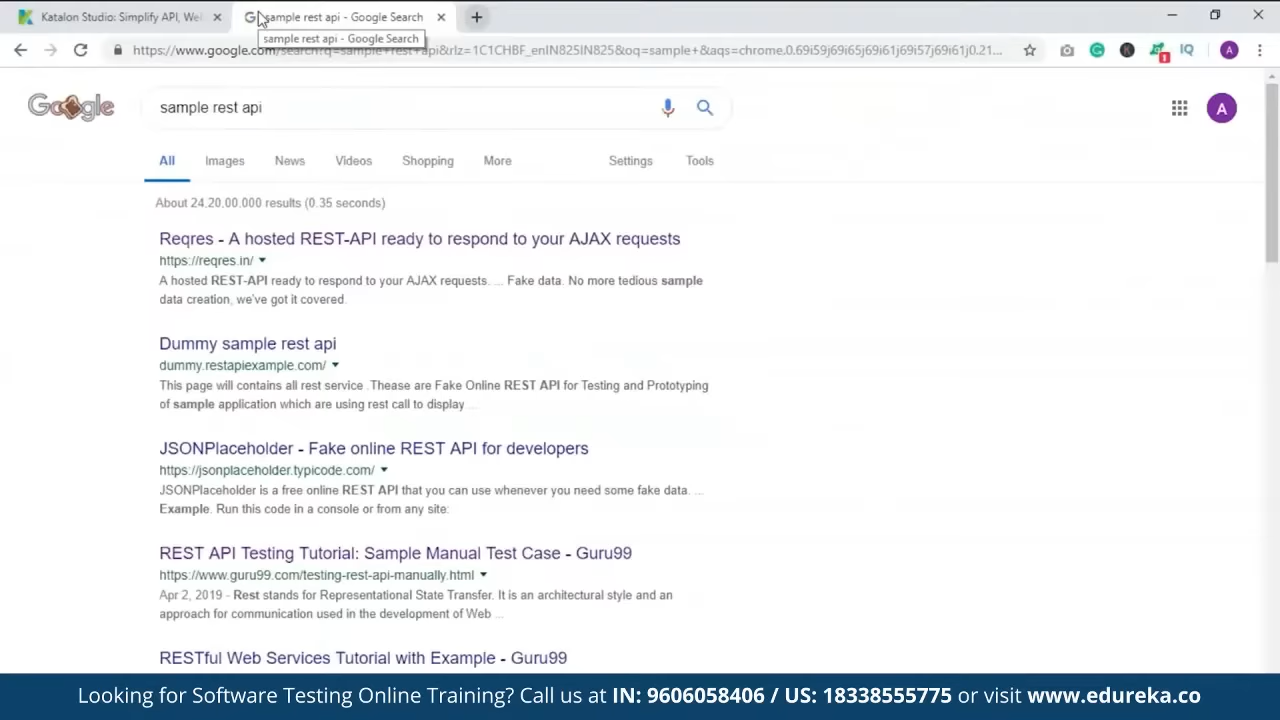 Katalon Studio: Simplify API, We
sample rest api - Google Search
sample rest api - Google Search
https://www.google.com/search?q=sample+rest+api&rlz=1C1CHBF_enIN825IN825&oq=sample+&aqs=chrome.0.69i59j69i65j69i61j69i57j69i61j0.21...
Google
sample rest api
A
All Images News Videos Shopping More Settings Tools
About 24,20,00,000 results (0.35 seconds)
Reqres - A hosted REST-API ready to respond to your AJAX requests
https://reqres.in/
A hosted REST-API ready to respond to your AJAX requests. ... Fake data. No more tedious sample
data creation, we've got it covered.
Dummy sample rest api
dummy.restapiexample.com/
This page will contains all rest service .Thease are Fake Online REST API for Testing and Prototyping
of sample application which are using rest call to display ...
JSONPlaceholder - Fake online REST API for developers
https://jsonplaceholder.typicode.com/
JSONPlaceholder is a free online REST API that you can use whenever you need some fake data. ...
Example. Run this code in a console or from any site:
REST API Testing Tutorial: Sample Manual Test Case - Guru99
https://www.guru99.com/testing-rest-api-manually.html
Apr 2, 2019 - Rest stands for Representational State Transfer. It is an architectural style and an
approach for communication used in the development of Web ...
RESTful Web Services Tutorial with Example - Guru99
Looking for Software Testing Online Training? Call us at IN: 9606058406 / US: 18338555775 or visit www.edureka.co